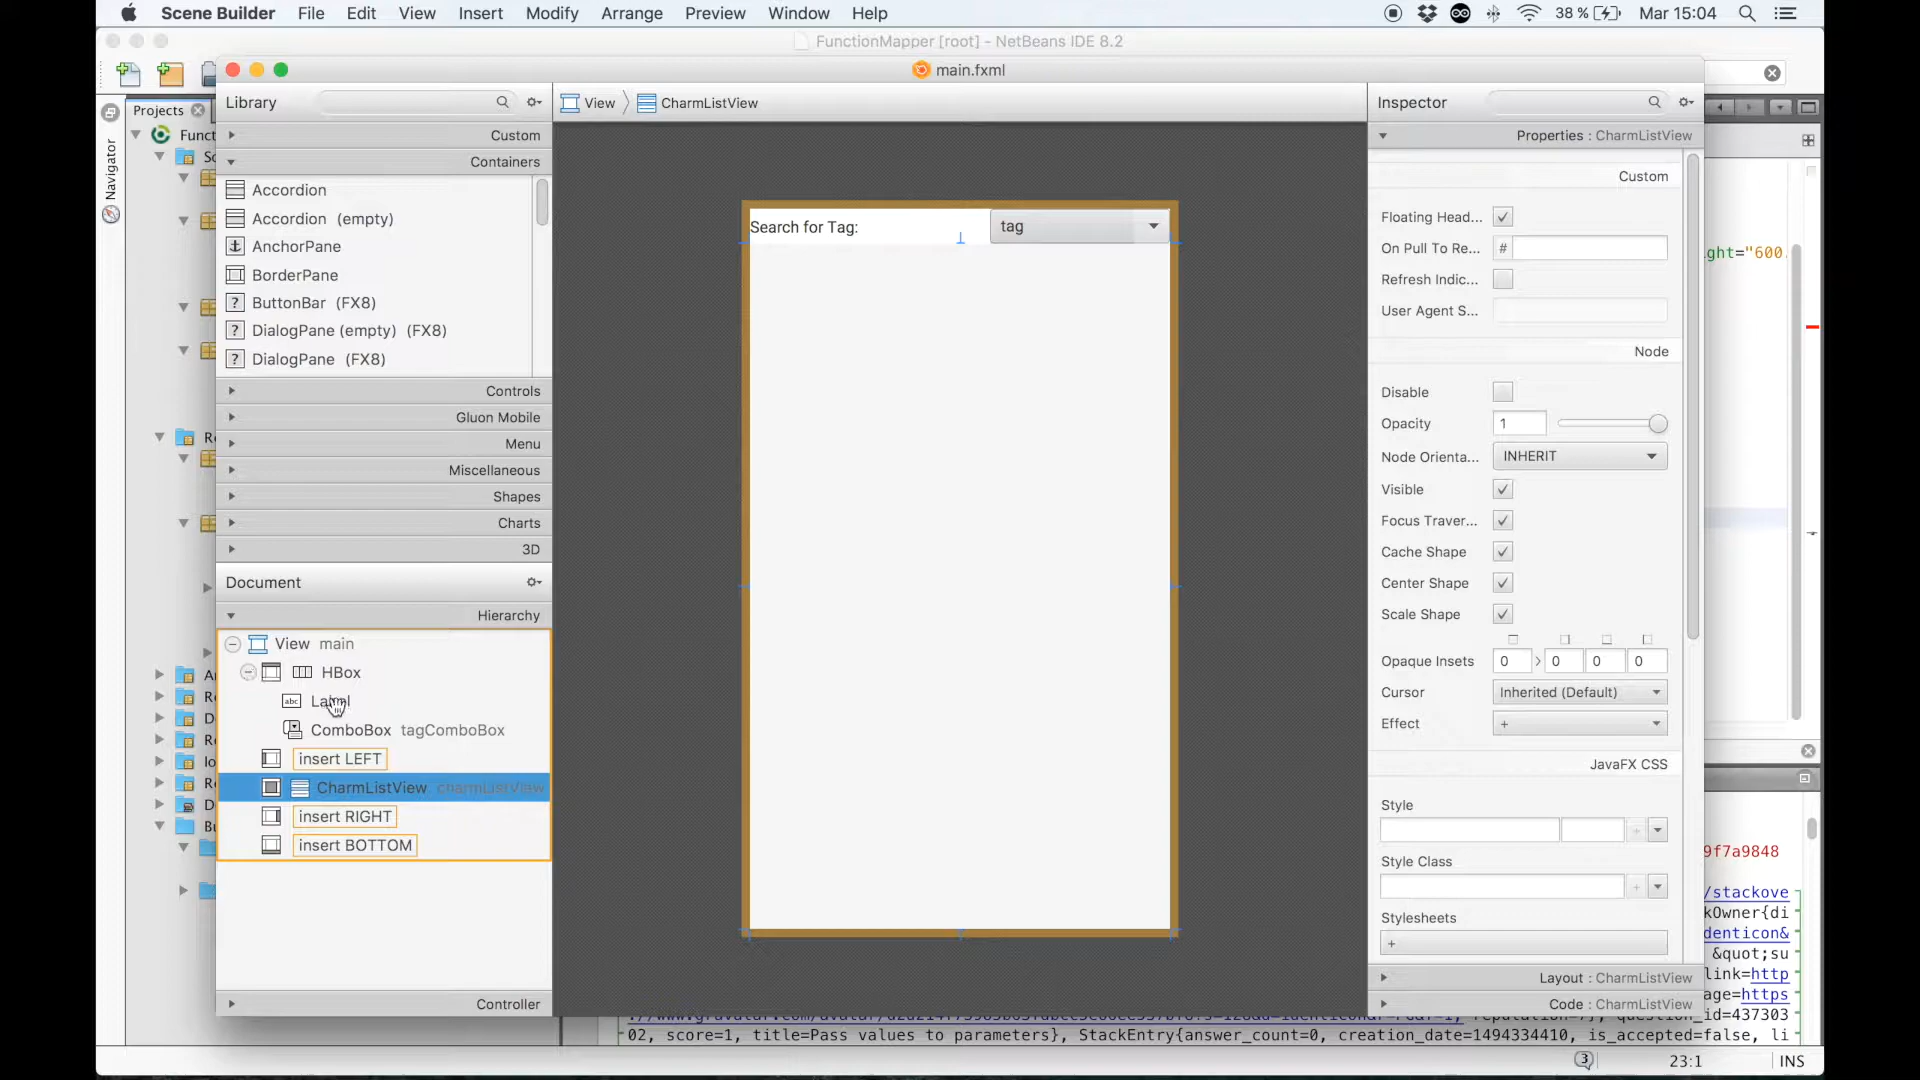 Scene Builder File Edit View Insert Modify Arrange Preview Window Help 38 % Mar 15:04
FunctionMapper [root] - NetBeans IDE 8.2
main.fxml
Projects
Navigator
Funct
Library
Custom
Containers
Accordion
Accordion (empty)
AnchorPane
BorderPane
ButtonBar (FX8)
DialogPane (empty) (FX8)
DialogPane (FX8)
Controls
Gluon Mobile
Menu
Miscellaneous
Shapes
Charts
3D
Document
Hierarchy
View main
HBox
Label
ComboBox tagComboBox
insert LEFT
CharmListView charmListView
insert RIGHT
insert BOTTOM
Controller
View CharmListView
Search for Tag: tag
Inspector
Properties : CharmListView
Custom
Floating Head...
On Pull To Re... #
Refresh Indic...
User Agent S...
Node
Disable
Opacity 1
Node Orienta... INHERIT
Visible
Focus Traver...
Cache Shape
Center Shape
Scale Shape
Opaque Insets 0 0 0 0
Cursor Inherited (Default)
Effect +
JavaFX CSS
Style
Style Class
Stylesheets
+
Layout : CharmListView
Code : CharmListView
ght="600.
9f7a9848
/stackove
kOwner{di
denticon&
&quot;su
link=http
age=https
question_id=437303
02, score=1, title=Pass values to parameters}, StackEntry{answer_count=0, creation_date=1494334410, is_accepted=false, li
3 23:1 INS